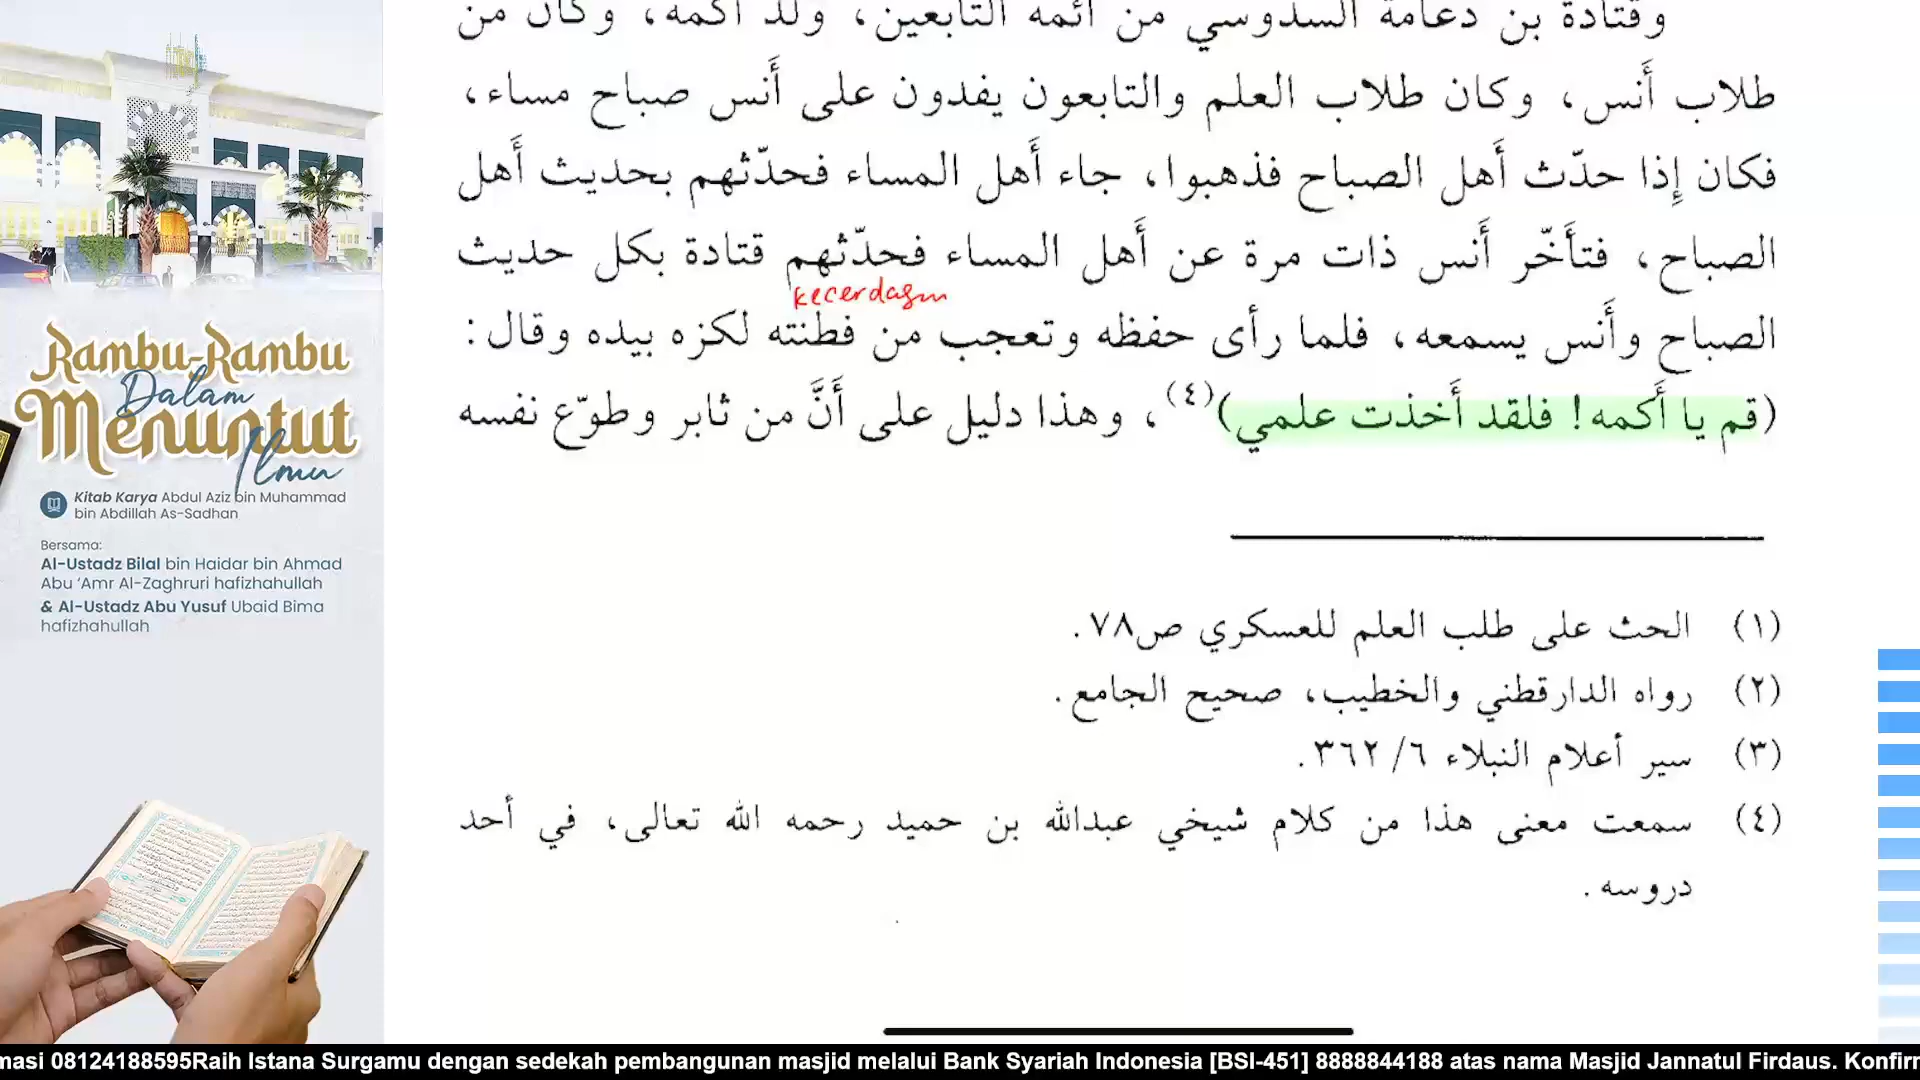 Rambu-Rambu
Dalam
Menuntut
Ilmu
Kitab Karya Abdul Aziz bin Muhammad
bin Abdillah As-Sadhan
Bersama:
Al-Ustadz Bilal bin Haidar bin Ahmad
Abu 'Amr Al-Zaghruri hafizhahullah
& Al-Ustadz Abu Yusuf Ubaid Bima
hafizhahullah
وقتادة بن دعامة السدوسي من أئمة التابعين، ولد أكمه، وكان من
طلاب أَنس، وكان طلاب العلم والتابعون يفدون على أَنس صباح مساء،
فكان إِذا حدّث أَهل الصباح فذهبوا، جاء أَهل المساء فحدّثهم بحديث أَهل
الصباح، فتأَخّر أَنس ذات مرة عن أَهل المساء فحدّثهم قتادة بكل حديث
kecerdasan
الصباح وأَنس يسمعه، فلما رأى حفظه وتعجب من فطنته لكزه بيده وقال:
(قم يا أَكمه! فلقد أَخذت علمي)(٤)، وهذا دليل على أَنَّ من ثابر وطوّع نفسه
(١) الحث على طلب العلم للعسكري ص٧٨.
(٢) رواه الدارقطني والخطيب، صحيح الجامع.
(٣) سير أعلام النبلاء ٦/ ٣٦٢.
(٤) سمعت معنى هذا من كلام شيخي عبدالله بن حميد رحمه الله تعالى، في أحد
دروسه.
masi 08124188595Raih Istana Surgamu dengan sedekah pembangunan masjid melalui Bank Syariah Indonesia [BSI-451] 8888844188 atas nama Masjid Jannatul Firdaus. Konfirm